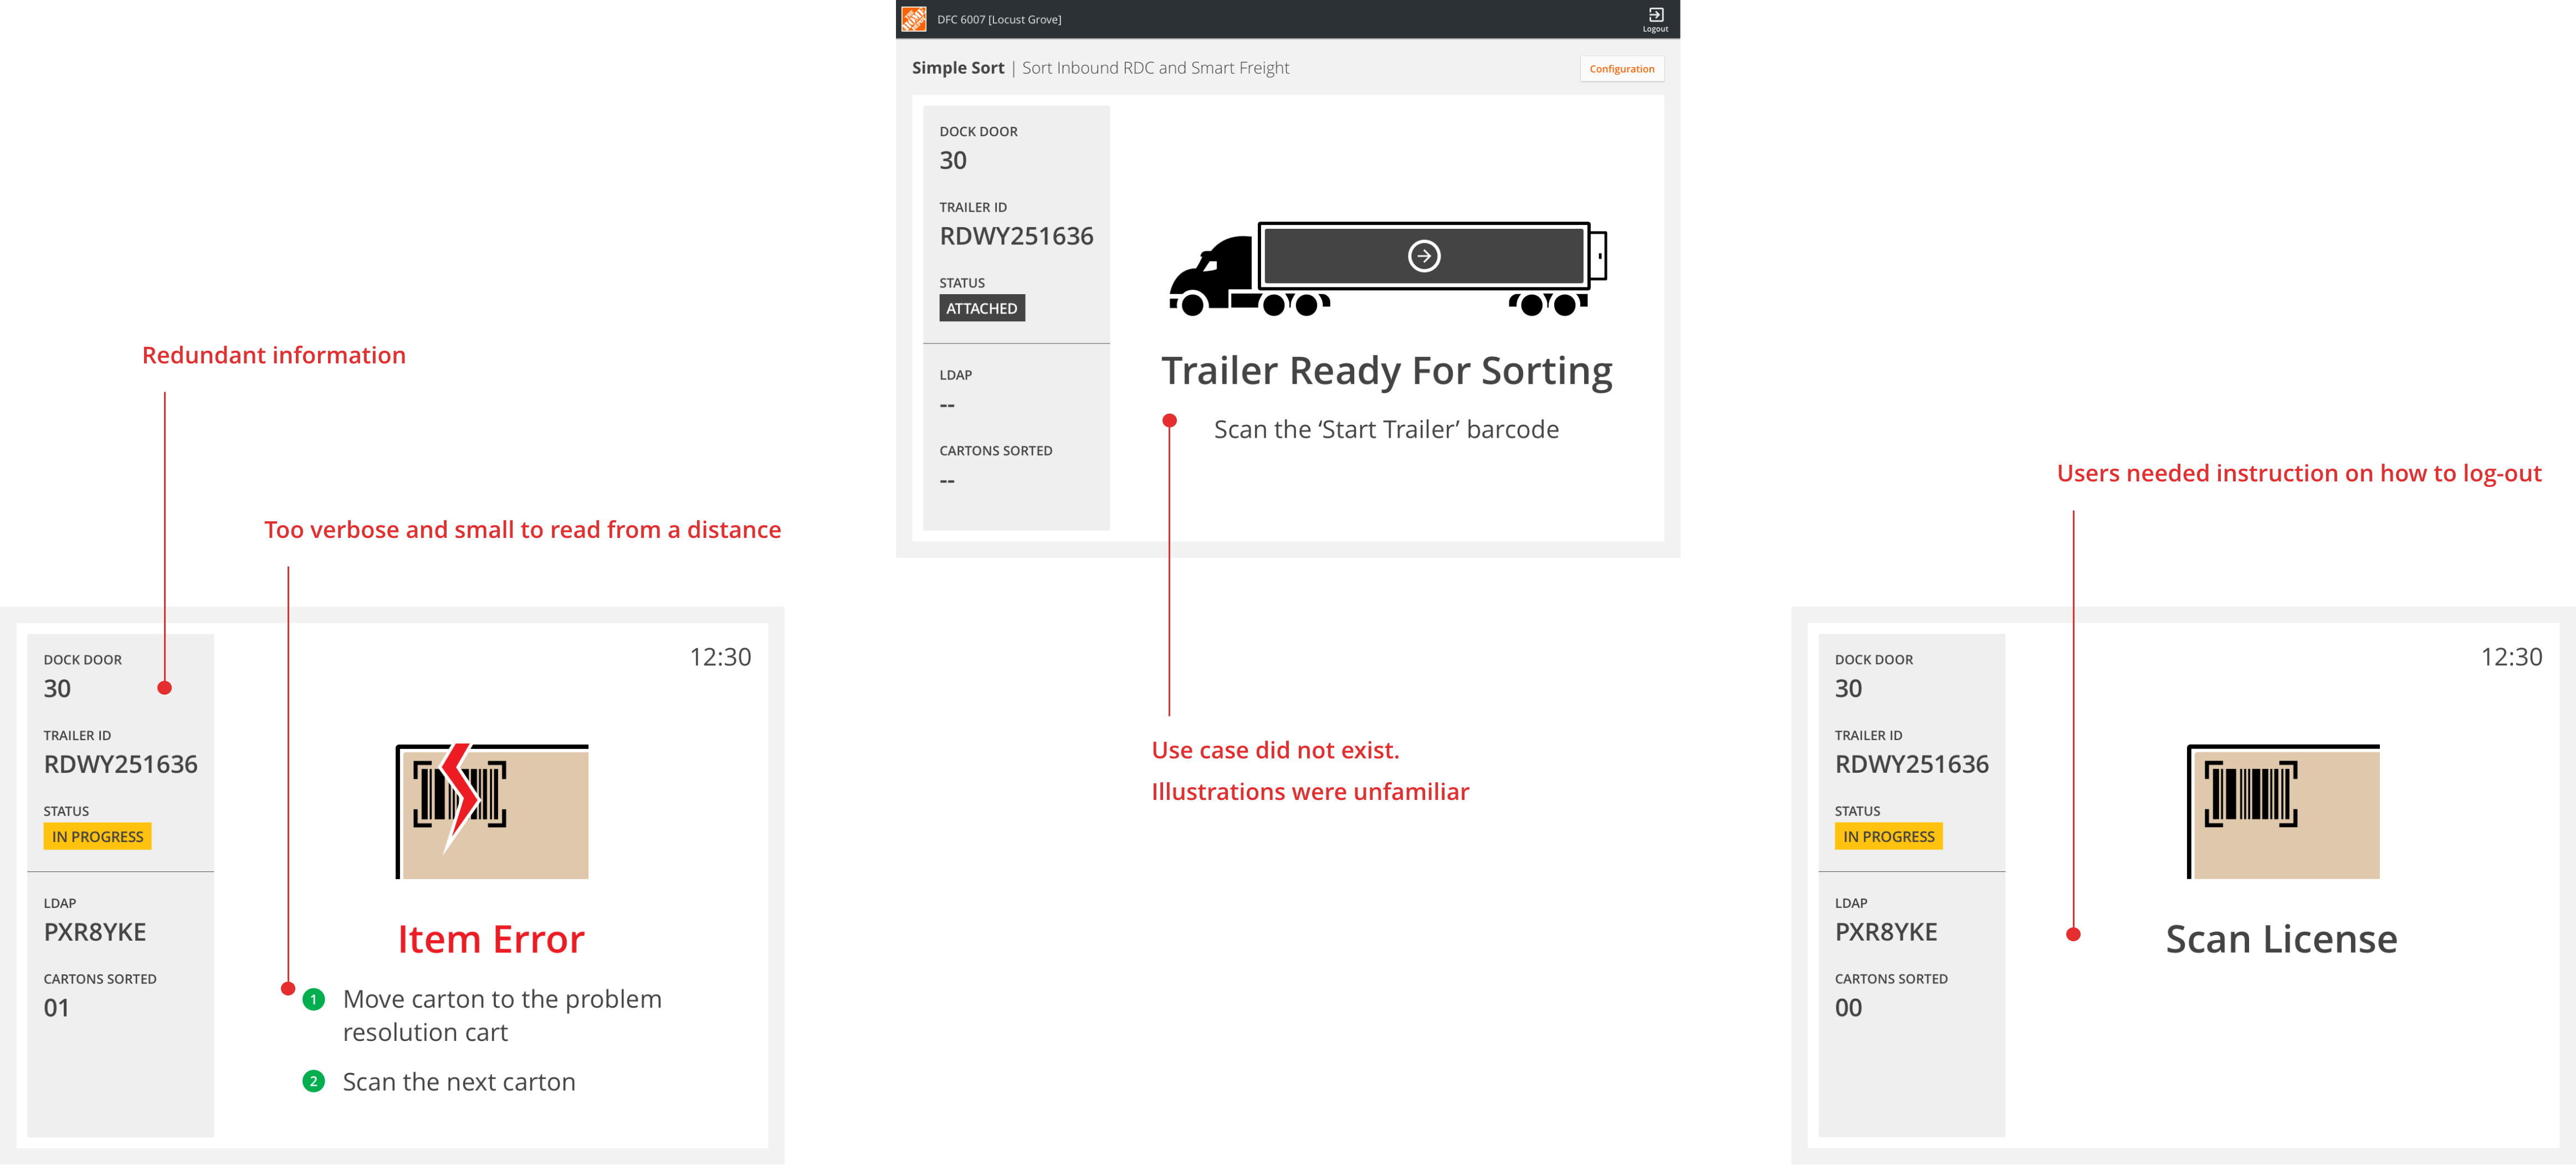 THE HOME DEPOT
DFC 6007 [Locust Grove]
Logout
Simple Sort | Sort Inbound RDC and Smart Freight
Configuration
DOCK DOOR
30
TRAILER ID
RDWY251636
STATUS
ATTACHED
LDAP
--
CARTONS SORTED
--
Trailer Ready For Sorting
Scan the ‘Start Trailer’ barcode
Use case did not exist.
Illustrations were unfamiliar
Redundant information
Too verbose and small to read from a distance
DOCK DOOR
30
TRAILER ID
RDWY251636
STATUS
IN PROGRESS
LDAP
PXR8YKE
CARTONS SORTED
01
12:30
Item Error
1 Move carton to the problem
resolution cart
2 Scan the next carton
Users needed instruction on how to log-out
DOCK DOOR
30
TRAILER ID
RDWY251636
STATUS
IN PROGRESS
LDAP
PXR8YKE
CARTONS SORTED
00
12:30
Scan License